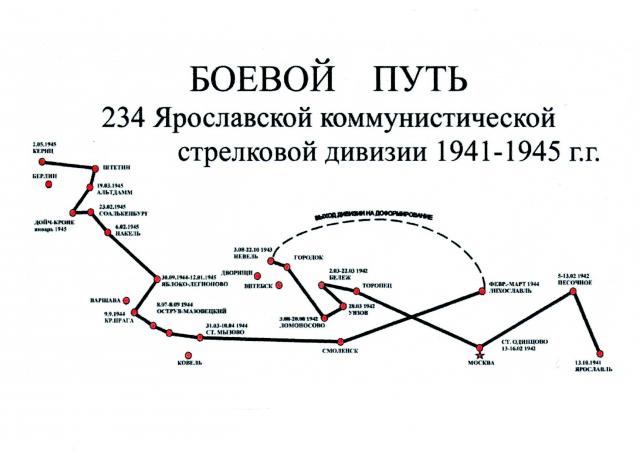 БОЕВОЙ ПУТЬ
234 Ярославской коммунистической
стрелковой дивизии 1941-1945 г.г.
2.05.1945
КЕРИЦ
ШТЕТИН
БЕРЛИН
19.03.1945
АЛЬТДАММ
23.02.1945
СОАЛЬКЕНБУРГ
ДОЙЧ-КРОНЕ
январь 1945
6.02.1945
НАКЕЛЬ
ВЫХОД ДИВИЗИИ НА ДОФОРМИРОВАНИЕ
3.08-22.10 1943
НЕВЕЛЬ
ГОРОДОК
ДВОРИЩИ
ВИТЕБСК
2.03-22.03 1942
БЕЛЕЖ
ТОРОПЕЦ
ФЕВР.-МАРТ 1944
ЛИХОСЛАВЛЬ
5-13.02 1942
ПЕСОЧНОЕ
30.09.1944-12.01.1945
ЯБЛОКО-ЛЕГИОНОВО
ВАРШАВА
8.07-8.09 1944
ОСТРУВ-МАЗОВЕЦКИЙ
9.9.1944
КР.ПРАГА
28.03 1942
УЗВОЗ
3.08-20.08 1942
ЛОМОНОСОВО
31.03-10.04 1944
СТ. МЫЗОВО
КОВЕЛЬ
СМОЛЕНСК
СТ. ОДИНЦОВО
13-16.02 1942
МОСКВА
13.10.1941
ЯРОСЛАВЛЬ